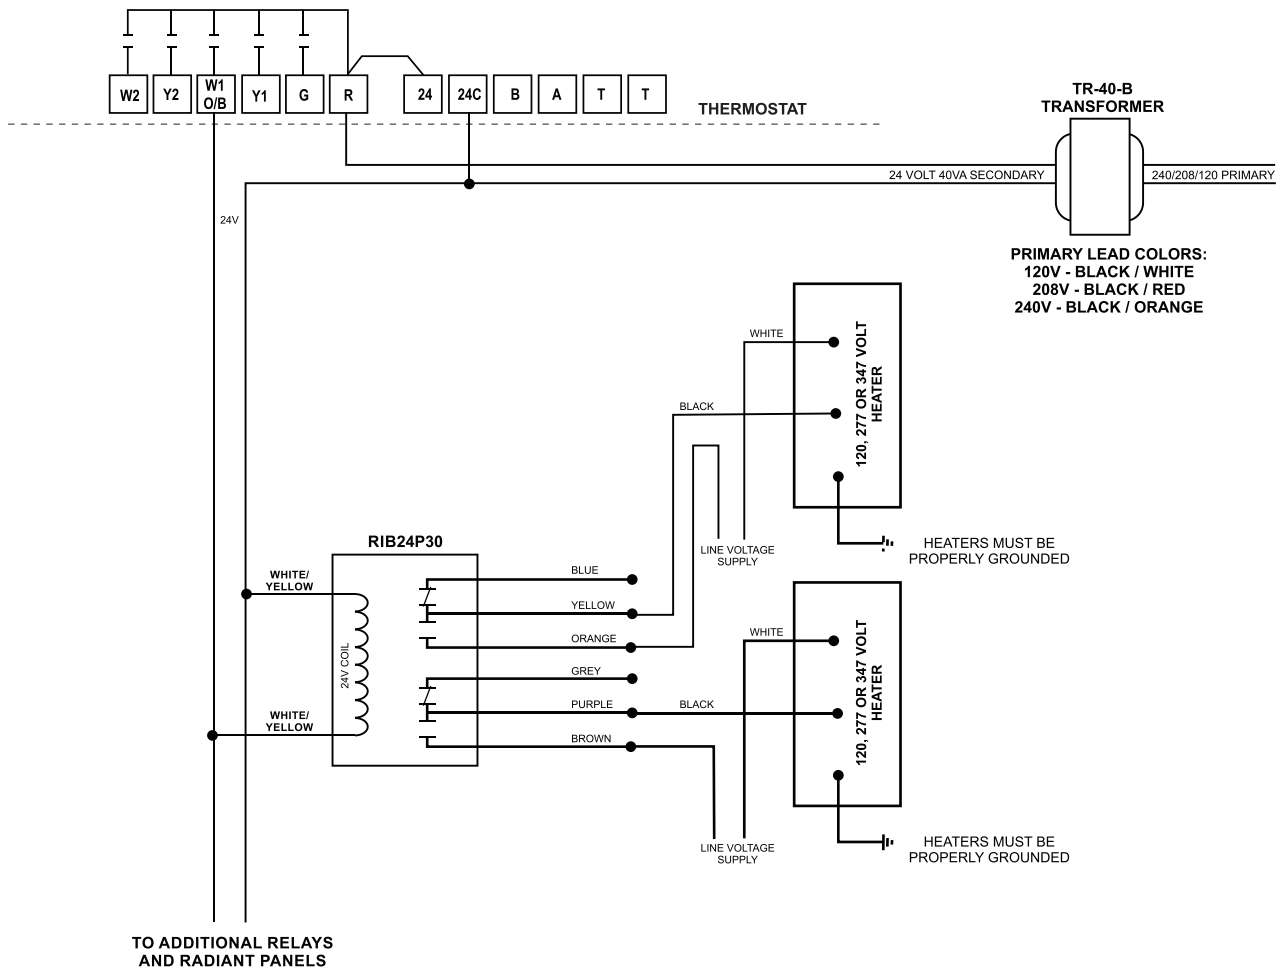 W2
Y2
W1
O/B
Y1
G
R
24
24C
B
A
T
T
THERMOSTAT
TR-40-B
TRANSFORMER
24 VOLT 40VA SECONDARY
240/208/120 PRIMARY
24V
PRIMARY LEAD COLORS:
120V - BLACK / WHITE
208V - BLACK / RED
240V - BLACK / ORANGE
WHITE
BLACK
120, 277 OR 347 VOLT
HEATER
LINE VOLTAGE
SUPPLY
HEATERS MUST BE
PROPERLY GROUNDED
RIB24P30
WHITE/
YELLOW
24V COIL
WHITE/
YELLOW
BLUE
YELLOW
ORANGE
GREY
PURPLE
BROWN
WHITE
BLACK
120, 277 OR 347 VOLT
HEATER
LINE VOLTAGE
SUPPLY
HEATERS MUST BE
PROPERLY GROUNDED
TO ADDITIONAL RELAYS
AND RADIANT PANELS